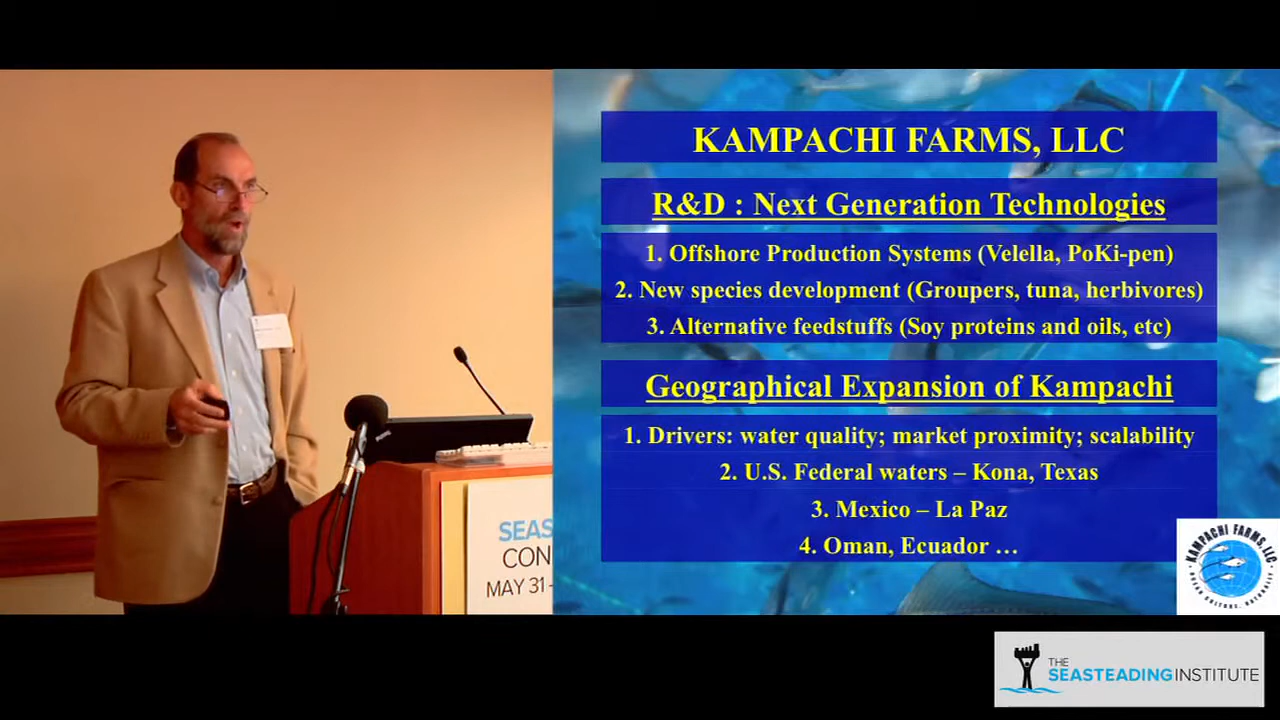 KAMPACHI FARMS, LLC
R&D : Next Generation Technologies
1. Offshore Production Systems (Velella, PoKi-pen)
2. New species development (Groupers, tuna, herbivores)
3. Alternative feedstuffs (Soy proteins and oils, etc)
Geographical Expansion of Kampachi
1. Drivers: water quality; market proximity; scalability
2. U.S. Federal waters – Kona, Texas
3. Mexico – La Paz
4. Oman, Ecuador …
SEAS
CON
MAY 31-
KAMPACHI FARMS, LLC
THE
SEASTEADING INSTITUTE